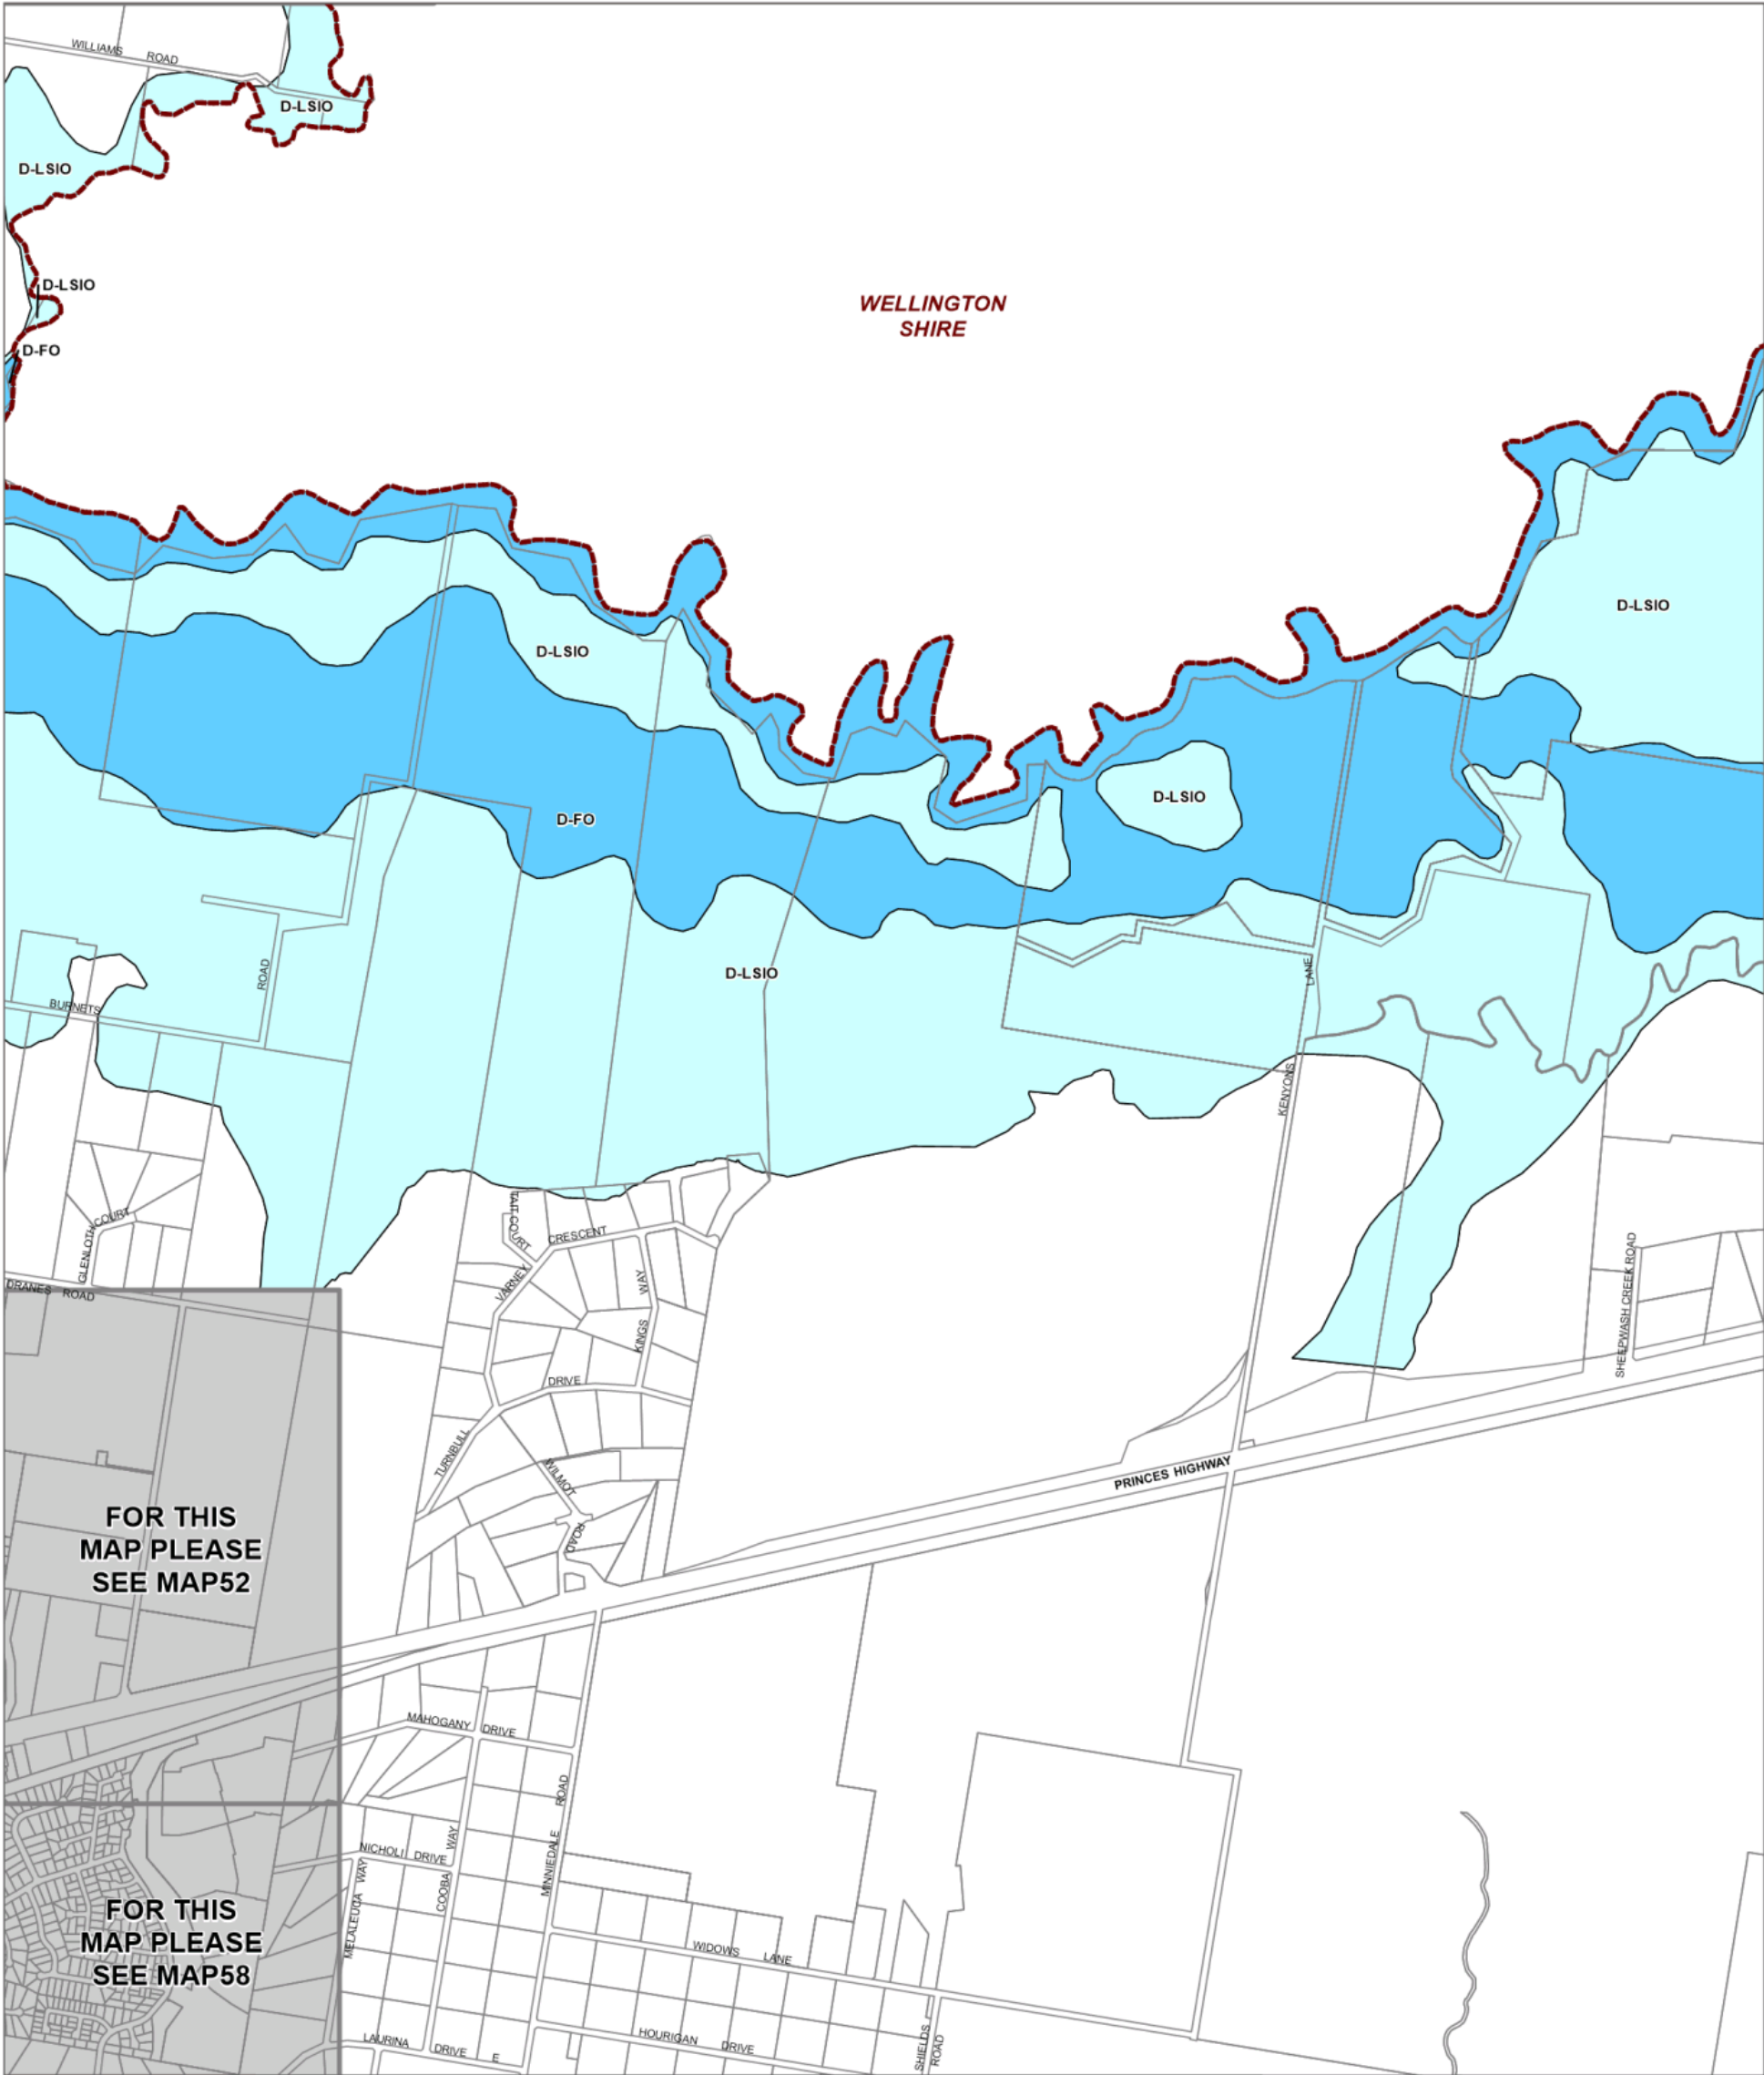 WILLIAMS ROAD
D-LSIO
D-LSIO
D-LSIO
D-FO
WELLINGTON
SHIRE
D-LSIO
D-LSIO
D-LSIO
D-FO
D-LSIO
ROAD
LANE
BURNETS
KENYONS
TAIT COURT
GLENLOTH COURT
CRESCENT
VARNEY
WAY
KINGS
SHEEPWASH CREEK ROAD
DRANES ROAD
DRIVE
TURNBULL
WILMOT
ROAD
PRINCES HIGHWAY
FOR THIS
MAP PLEASE
SEE MAP52
MAHOGANY DRIVE
ROAD
MINNIEDALE
NICHOLI DRIVE
WAY
COOBA
MELALEUCA WAY
FOR THIS
MAP PLEASE
SEE MAP58
WIDOWS LANE
HOURIGAN DRIVE
SHIELDS
ROAD
LAURINA DRIVE E